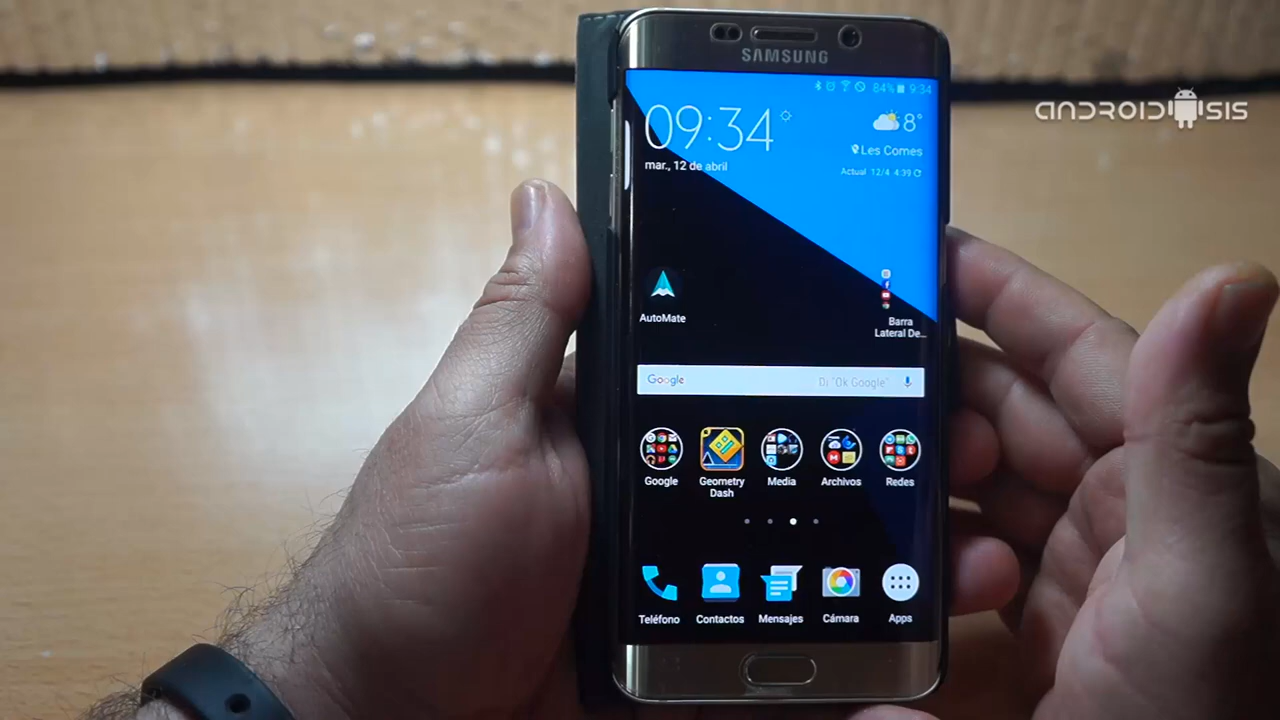 SAMSUNG
ANDROIDSIS
84% 9:34
09:34
8°
mar., 12 de abril
Les Comes
Actual 12/4 4:39
AutoMate
Barra
Lateral De...
Google
Di "Ok Google"
Google
Geometry
Dash
Media
Archivos
Redes
Teléfono
Contactos
Mensajes
Cámara
Apps